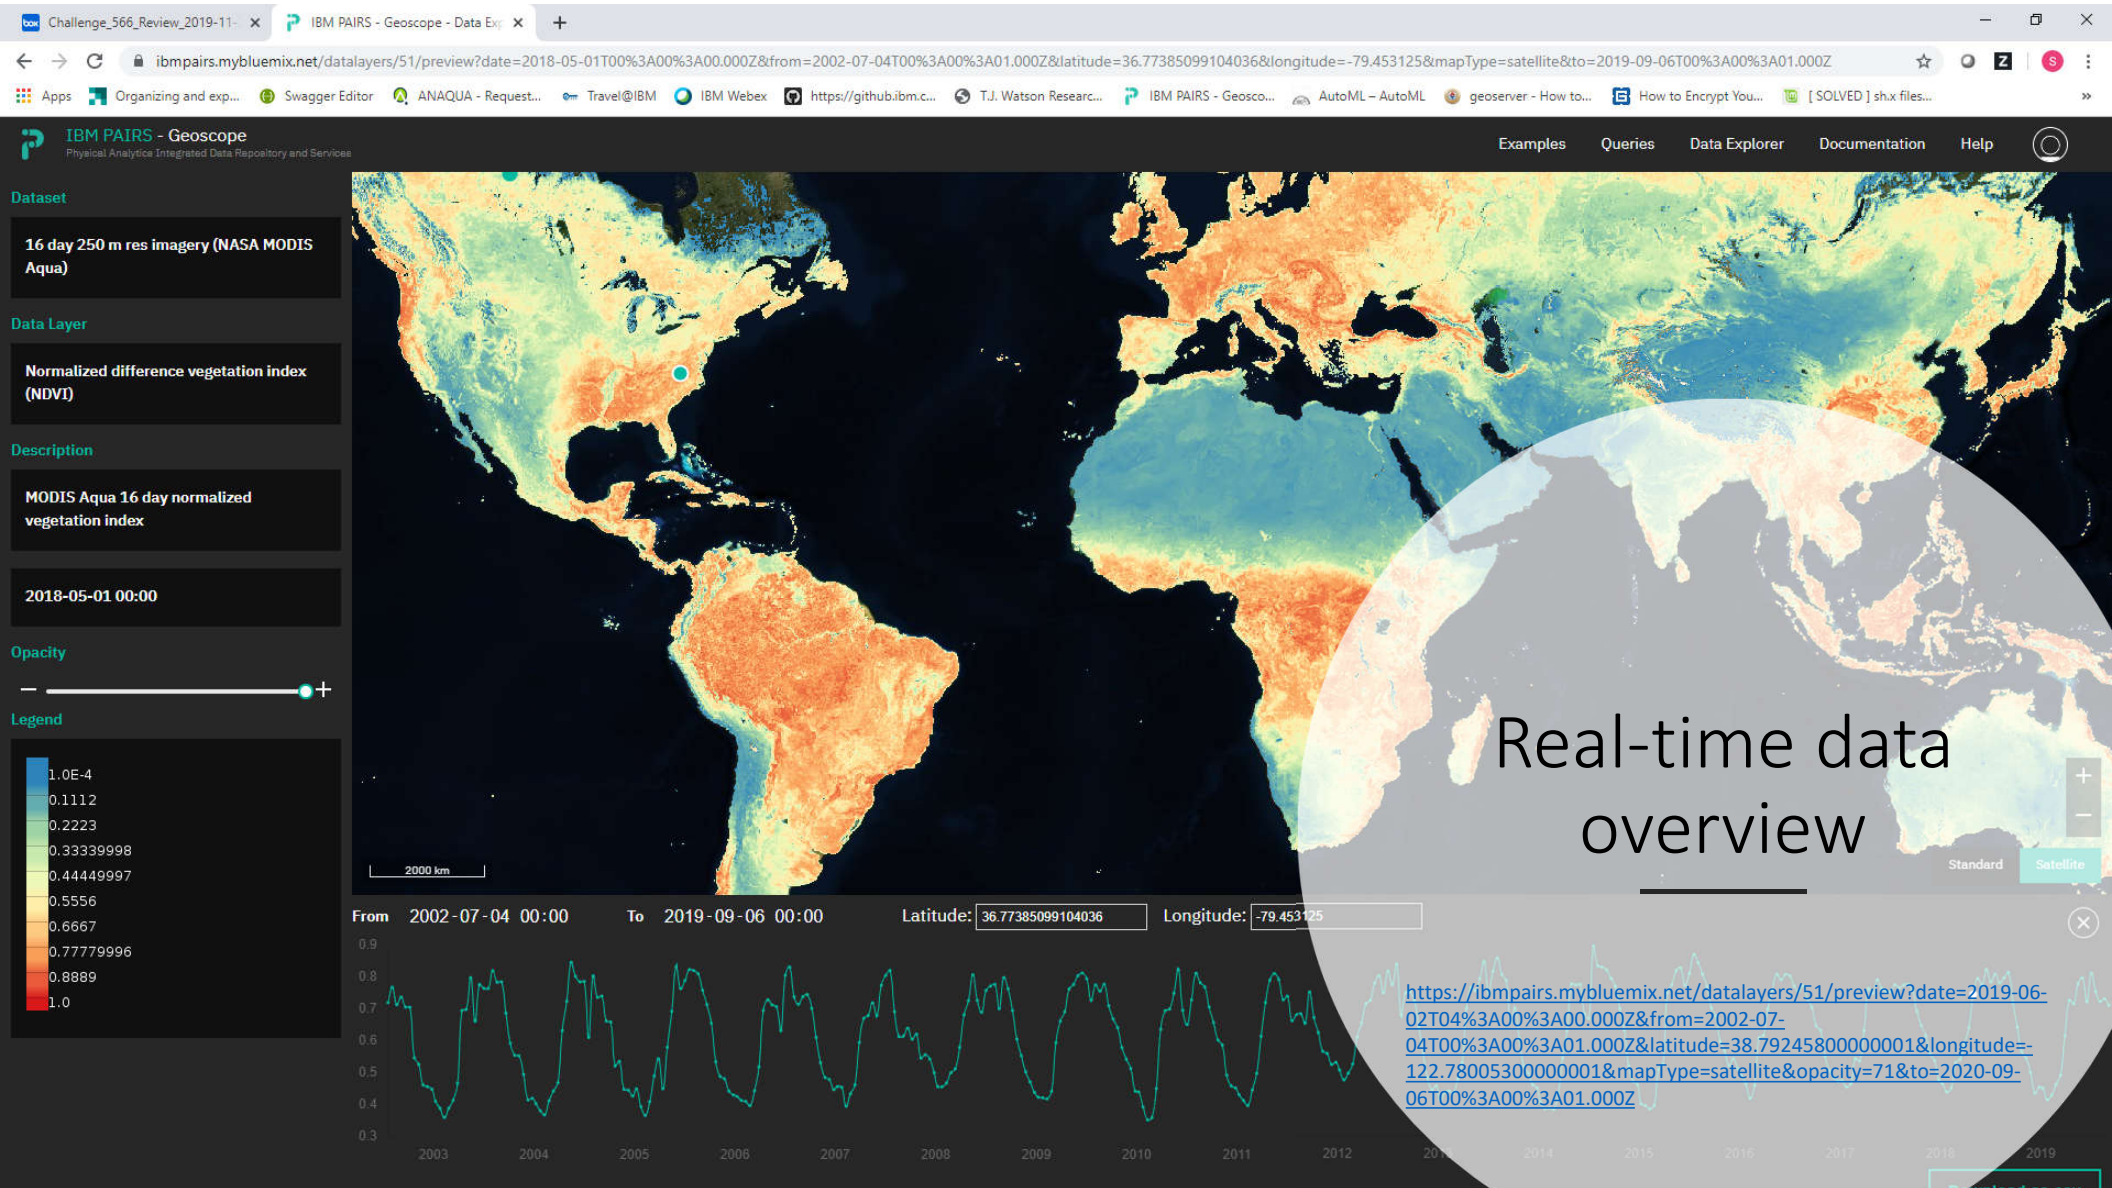 Challenge_566_Review_2019-11-
IBM PAIRS - Geoscope - Data Exp
ibmpairs.mybluemix.net/datalayers/51/preview?date=2018-05-01T00%3A00%3A00.000Z&from=2002-07-04T00%3A00%3A01.000Z&latitude=36.77385099104036&longitude=-79.453125&mapType=satellite&to=2019-09-06T00%3A00%3A01.000Z
Apps Organizing and exp... Swagger Editor ANAQUA - Request... Travel@IBM IBM Webex https://github.ibm.c... T.J. Watson Researc... IBM PAIRS - Geosco... AutoML – AutoML geoserver - How to... How to Encrypt You... [ SOLVED ] sh.x files...
IBM PAIRS - Geoscope
Physical Analytics Integrated Data Repository and Services
Examples Queries Data Explorer Documentation Help
Dataset
16 day 250 m res imagery (NASA MODIS
Aqua)
Data Layer
Normalized difference vegetation index
(NDVI)
Description
MODIS Aqua 16 day normalized
vegetation index
2018-05-01 00:00
Opacity
Legend
1.0E-4
0.1112
0.2223
0.33339998
0.44449997
0.5556
0.6667
0.77779996
0.8889
1.0
2000 km
Real-time data
overview
Standard Satellite
From 2002-07-04 00:00 To 2019-09-06 00:00 Latitude: 36.77385099104036 Longitude: -79.453125
0.9
0.8
0.7
0.6
0.5
0.4
0.3
https://ibmpairs.mybluemix.net/datalayers/51/preview?date=2019-06-
02T04%3A00%3A00.000Z&from=2002-07-
04T00%3A00%3A01.000Z&latitude=38.79245800000001&longitude=-
122.78005300000001&mapType=satellite&opacity=71&to=2020-09-
06T00%3A00%3A01.000Z
2003 2004 2005 2006 2007 2008 2009 2010 2011 2012 2013 2014 2015 2016 2017 2018 2019